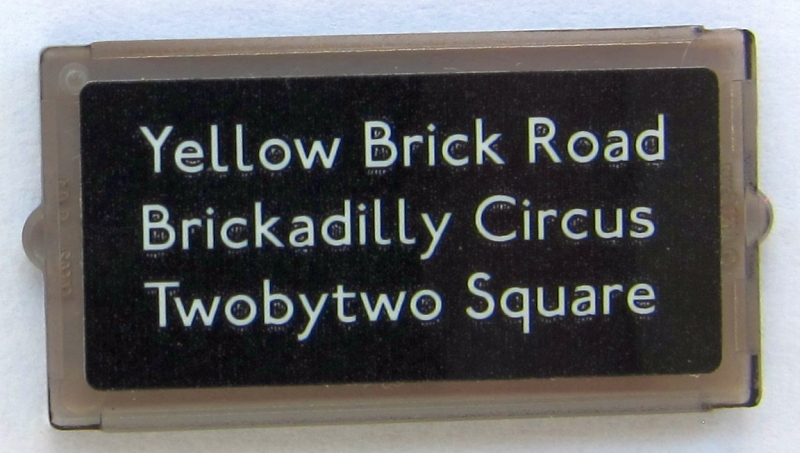 Yellow Brick Road
Brickadilly Circus
Twobytwo Square